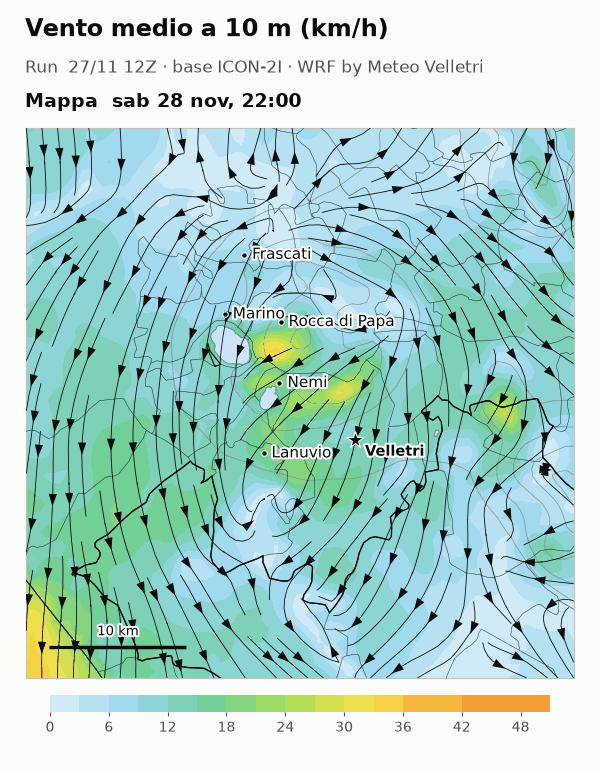 Vento medio a 10 m (km/h)
Run 27/11 12Z · base ICON-2I · WRF by Meteo Velletri
Mappa sab 28 nov, 22:00
Frascati
Marino
Rocca di Papa
Nemi
Velletri
Lanuvio
10 km
0 6 12 18 24 30 36 42 48